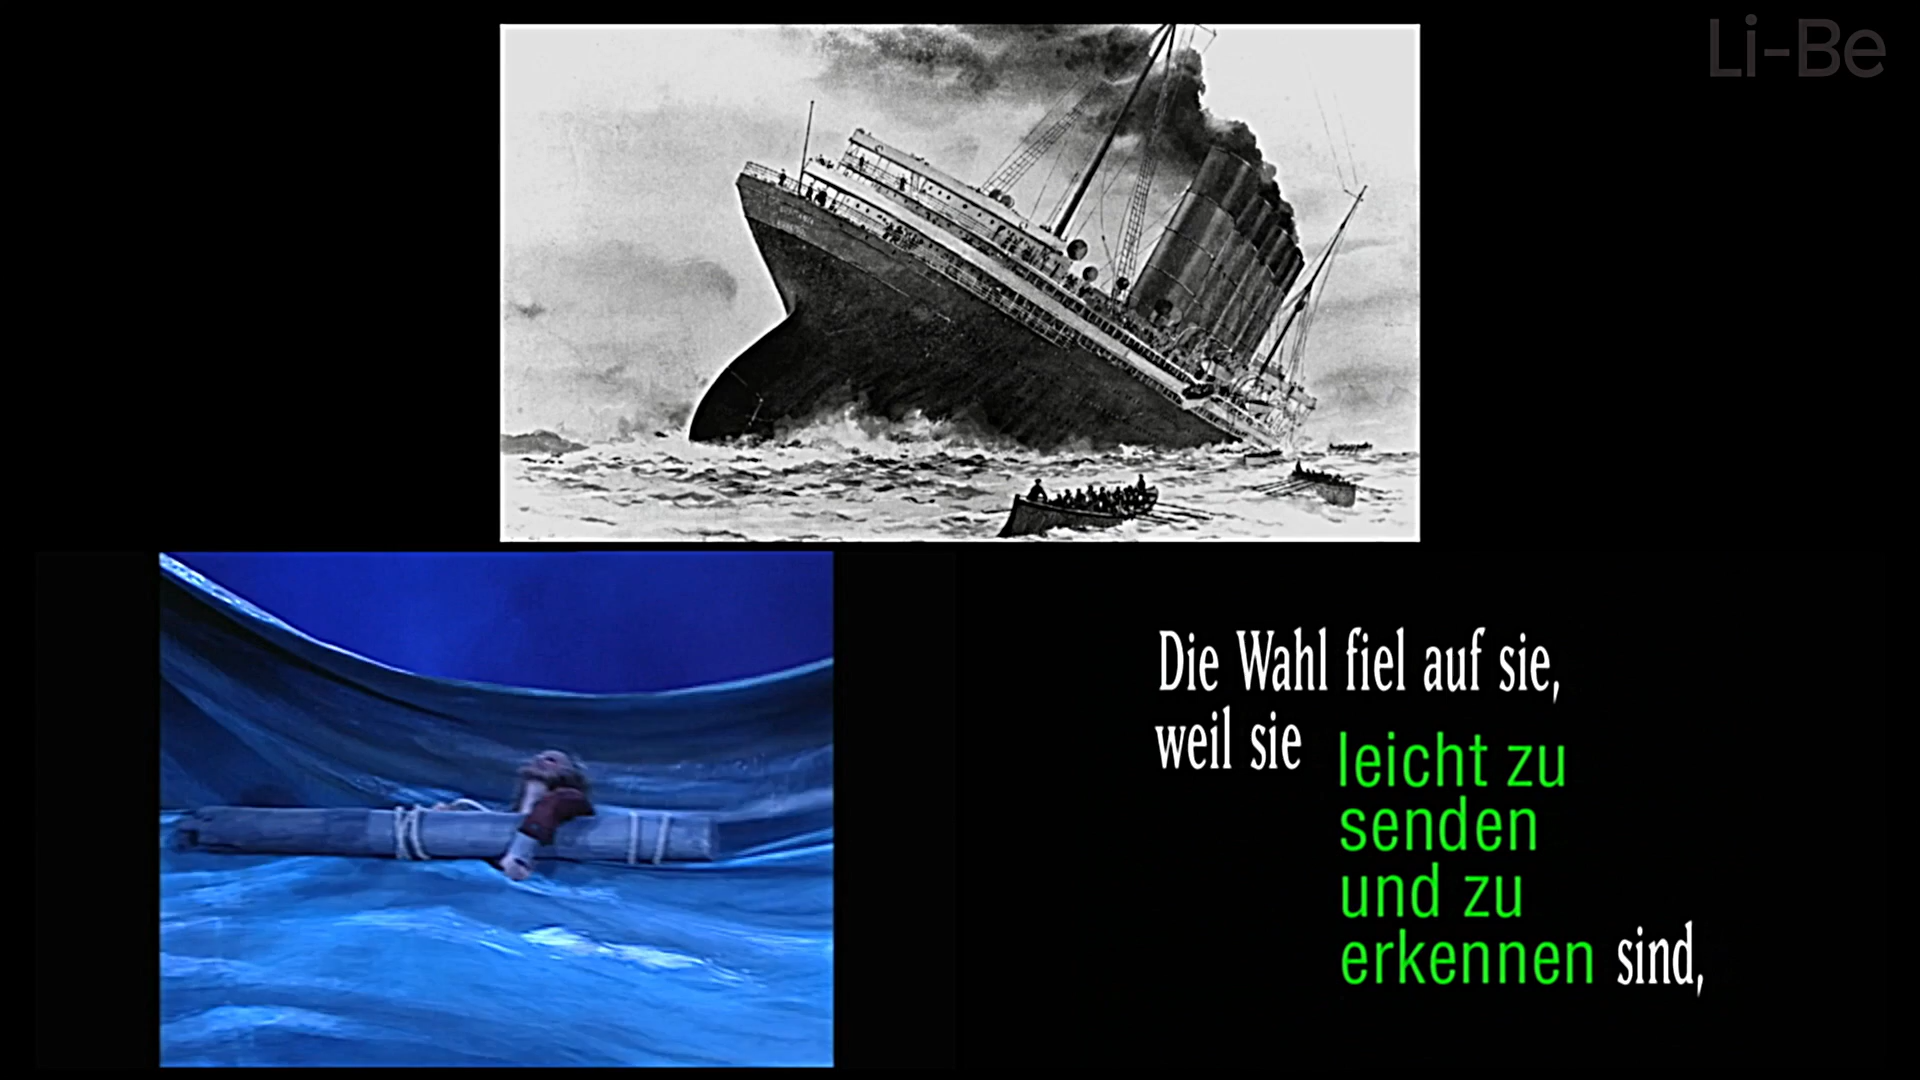 Li-Be
Die Wahl fiel auf sie,
weil sie leicht zu
senden
und zu
erkennen sind,